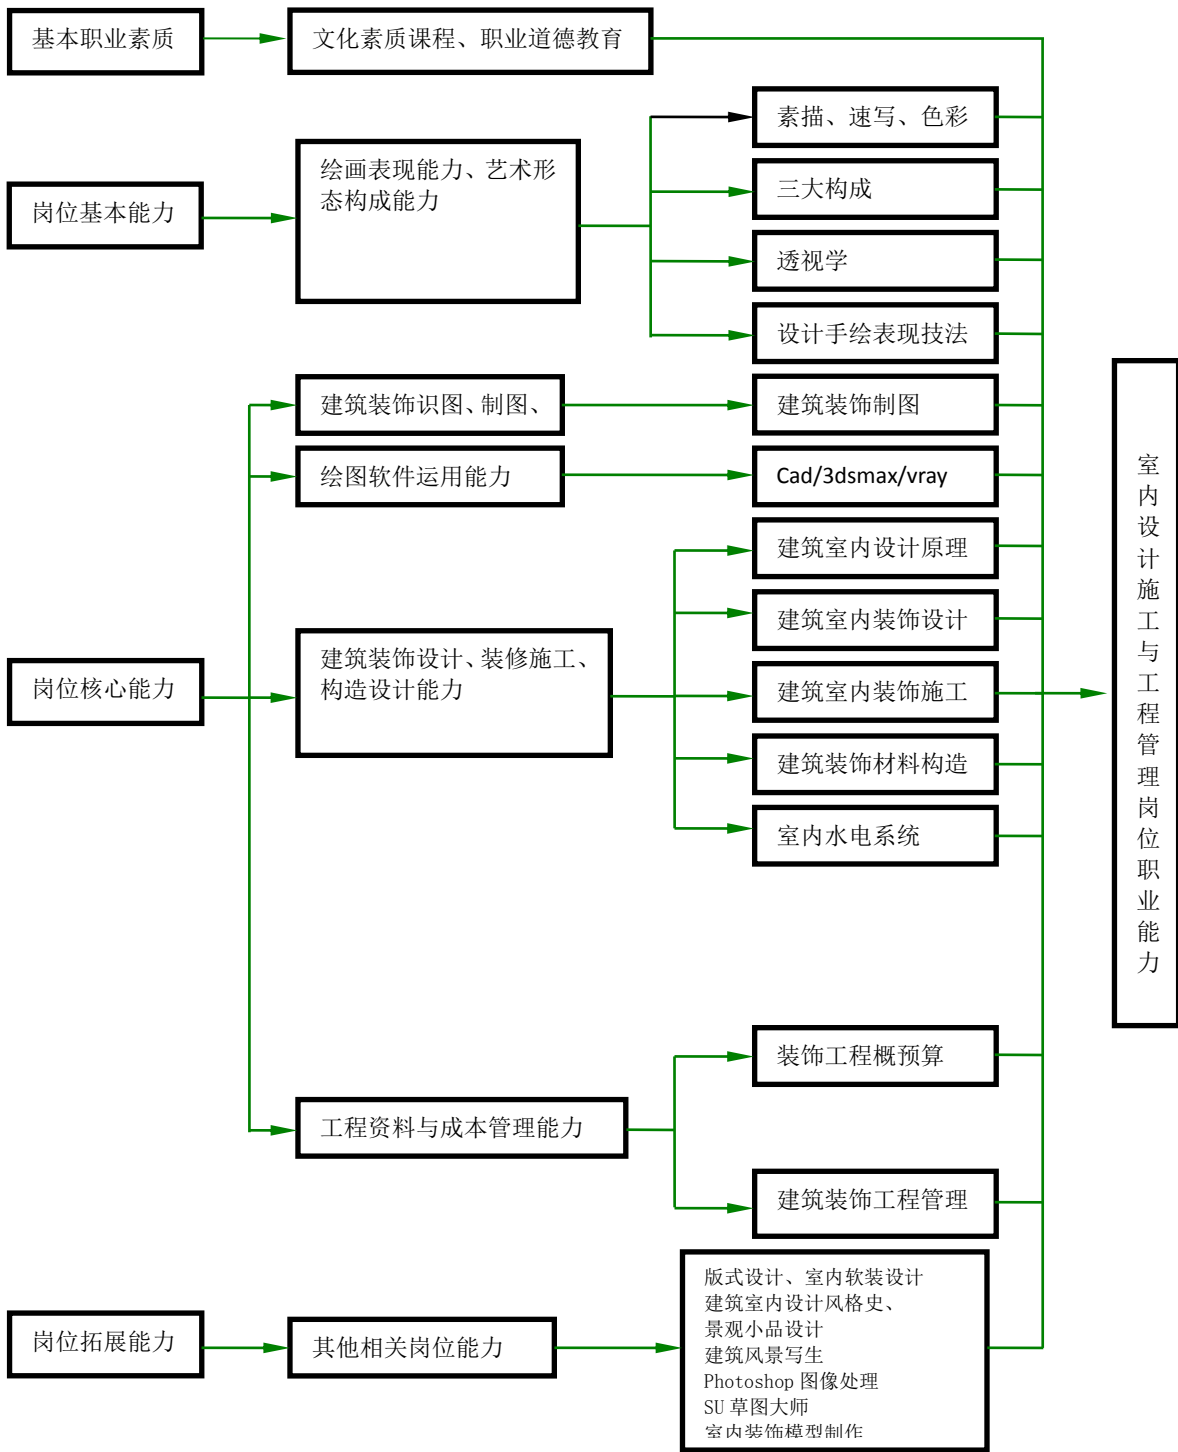 基本职业素质
文化素质课程、职业道德教育
素描、速写、色彩
绘画表现能力、艺术形
态构成能力
岗位基本能力
三大构成
透视学
设计手绘表现技法
建筑装饰识图、制图、
建筑装饰制图
绘图软件运用能力
Cad/3dsmax/vray
建筑室内设计原理
建筑室内装饰设计
岗位核心能力
建筑装饰设计、装修施工、
构造设计能力
建筑室内装饰施工
建筑装饰材料构造
室内水电系统
装饰工程概预算
工程资料与成本管理能力
建筑装饰工程管理
岗位拓展能力
其他相关岗位能力
版式设计、室内软装设计
建筑室内设计风格史、
景观小品设计
建筑风景写生
Photoshop 图像处理
SU 草图大师
室内装饰模型制作
室内设计施工与工程管理岗位职业能力